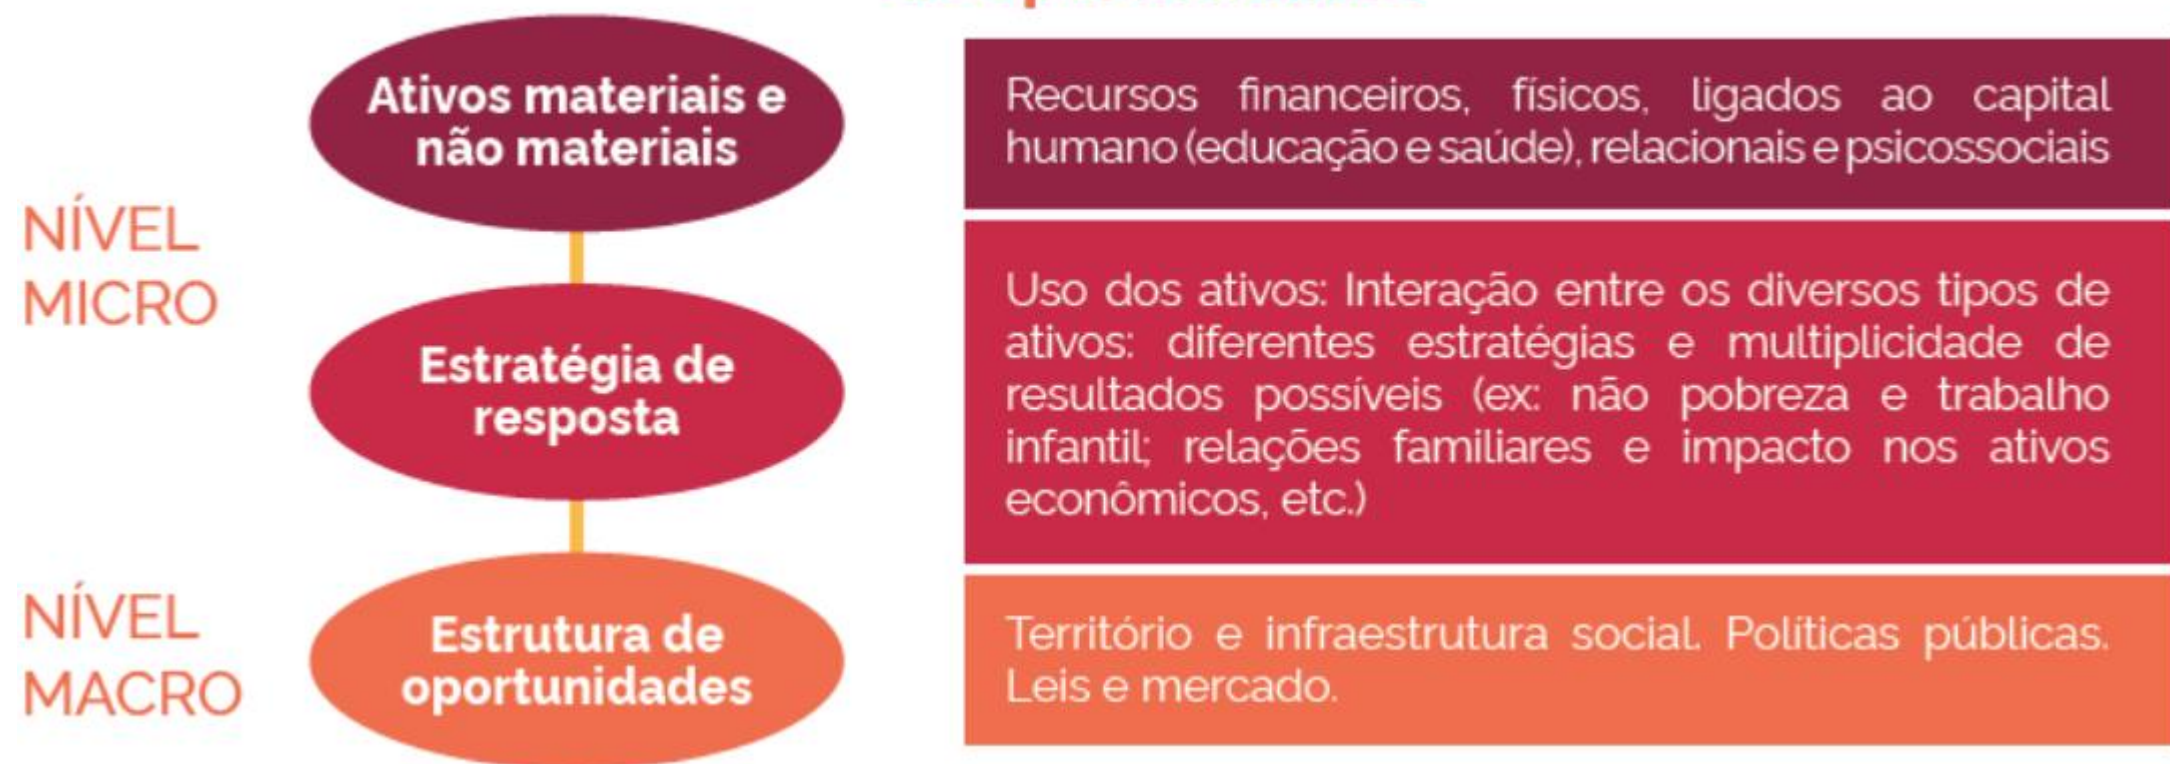 NÍVEL
MICRO
Ativos materiais e
não materiais
Recursos financeiros, físicos, ligados ao capital
humano (educação e saúde), relacionais e psicossociais
Estratégia de
resposta
Uso dos ativos: Interação entre os diversos tipos de
ativos: diferentes estratégias e multiplicidade de
resultados possíveis (ex: não pobreza e trabalho
infantil; relações familiares e impacto nos ativos
econômicos, etc.)
NÍVEL
MACRO
Estrutura de
oportunidades
Território e infraestrutura social. Políticas públicas.
Leis e mercado.